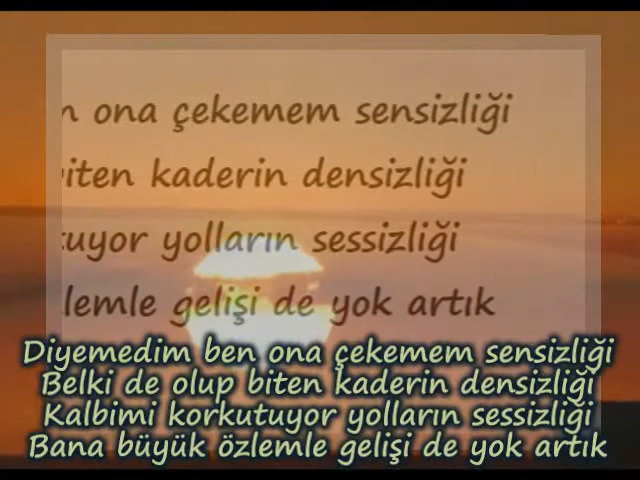 n ona çekemem sensizliği
biten kaderin densizliği
tuyor yolların sessizliği
lemle gelişi de yok artık
Diyemedim ben ona çekemem sensizliği
Belki de olup biten kaderin densizliği
Kalbimi korkutuyor yolların sessizliği
Bana büyük özlemle gelişi de yok artık